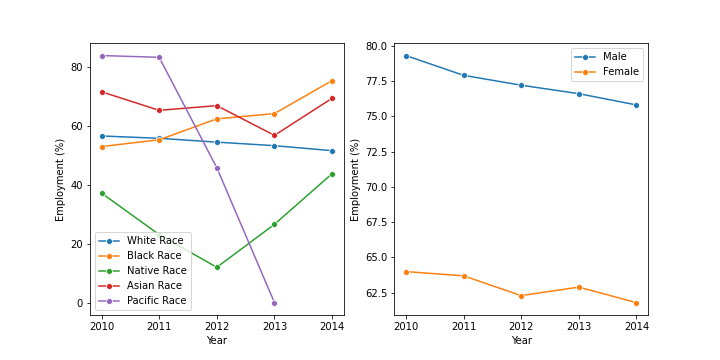 80
60
40
20
0
Employment (%)
2010 2011 2012 2013 2014
Year
White Race
Black Race
Native Race
Asian Race
Pacific Race
80.0
77.5
75.0
72.5
70.0
67.5
65.0
62.5
Employment (%)
2010 2011 2012 2013 2014
Year
Male
Female